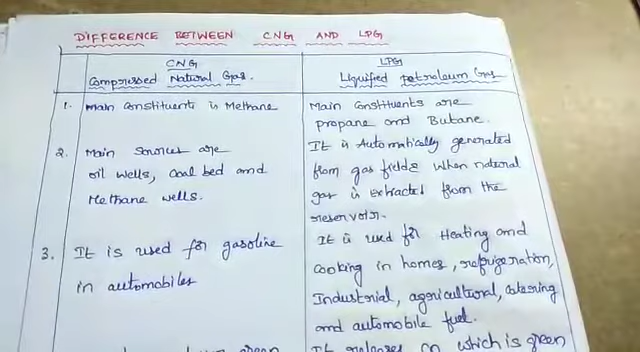 DIFFERENCE BETWEEN CNG AND LPG
CNG
Compressed Natural Gas.
LPG
Liquified petroleum Gas
1. Main constituent is Methane
Main Constituents are
propane and Butane.
2. Main sources are
oil wells, coal bed and
Methane wells.
It is Automatically generated
from gas fields when natural
gas is extracted from the
reservoir.
3. It is used for gasoline
in automobiles
It is used for Heating and
cooking in homes, refrigeration,
Industrial, agricultural, catering
and automobile fuel.
green
It releases CO2 which is green